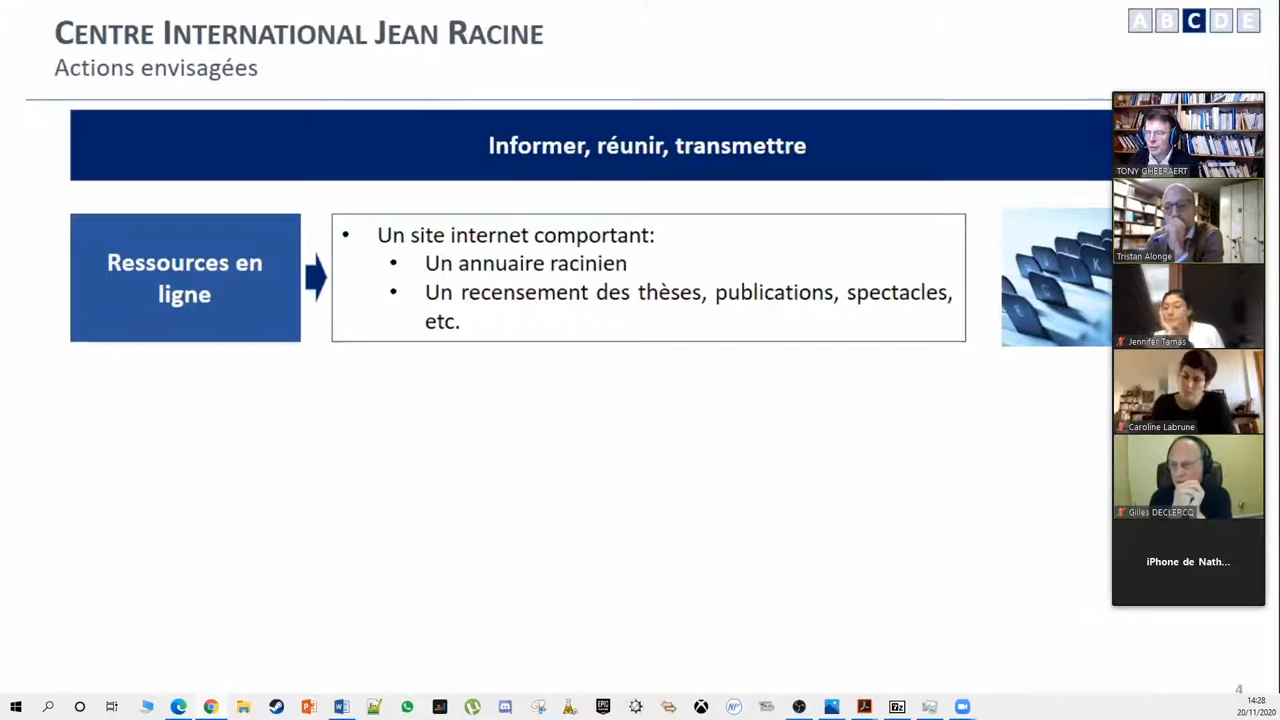 CENTRE INTERNATIONAL JEAN RACINE
A B C D E
Actions envisagées
Informer, réunir, transmettre
Ressources en
ligne
• Un site internet comportant:
• Un annuaire racinien
• Un recensement des thèses, publications, spectacles,
etc.
TONY GHEERAERT
Tristan Alonge
Jennifer Tamas
Caroline Labrune
Gilles DECLERCQ
iPhone de Nath...
4
14:28
20/11/2020